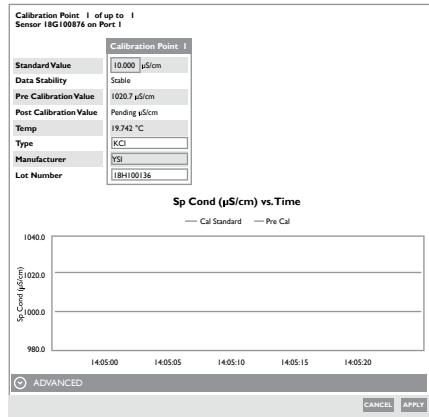 Calibration Point 1 of up to 1
Sensor 18G100876 on Port 1
Calibration Point 1
Standard Value 10.000 µS/cm
Data Stability Stable
Pre Calibration Value 1020.7 µS/cm
Post Calibration Value Pending µS/cm
Temp 19.742 °C
Type KCl
Manufacturer YSI
Lot Number 18H100136
Sp Cond (µS/cm) vs. Time
Cal Standard Pre Cal
Sp Cond (µS/cm)
1040.0
1020.0
1000.0
980.0
14:05:00 14:05:05 14:05:10 14:05:15 14:05:20
ADVANCED
CANCEL APPLY